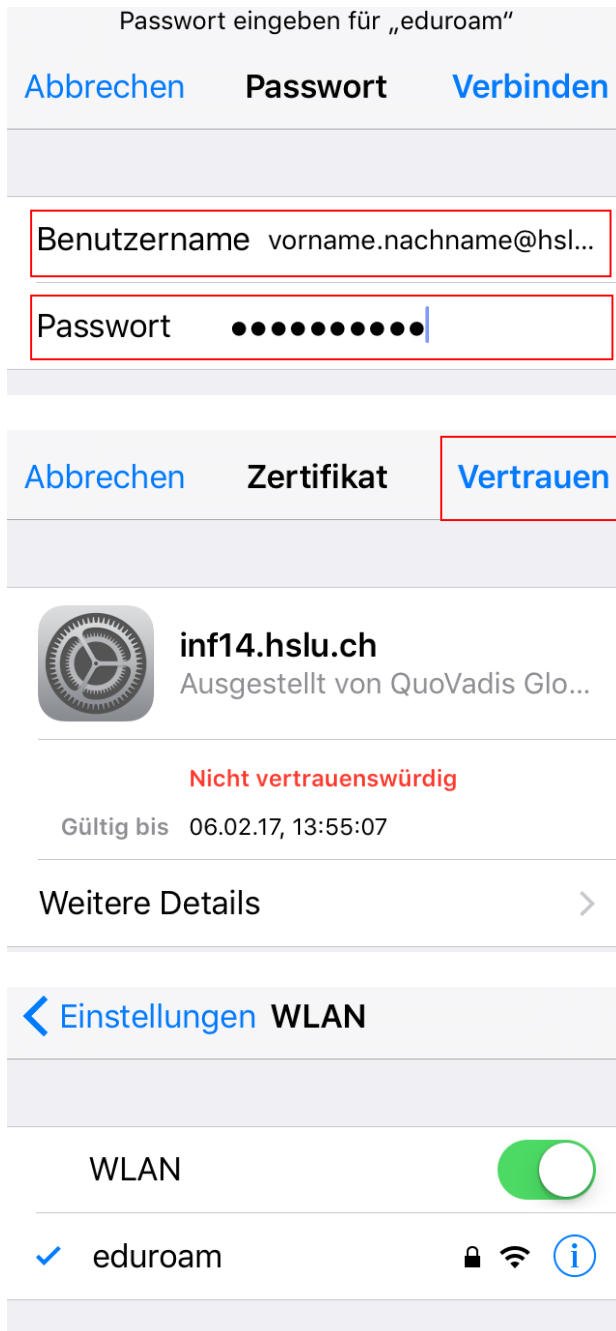 Passwort eingeben für „eduroam“
Abbrechen Passwort Verbinden
Benutzername vorname.nachname@hsl...
Passwort ●●●●●●●●●●
Abbrechen Zertifikat Vertrauen
inf14.hslu.ch
Ausgestellt von QuoVadis Glo...
Nicht vertrauenswürdig
Gültig bis 06.02.17, 13:55:07
Weitere Details
Einstellungen WLAN
WLAN
eduroam